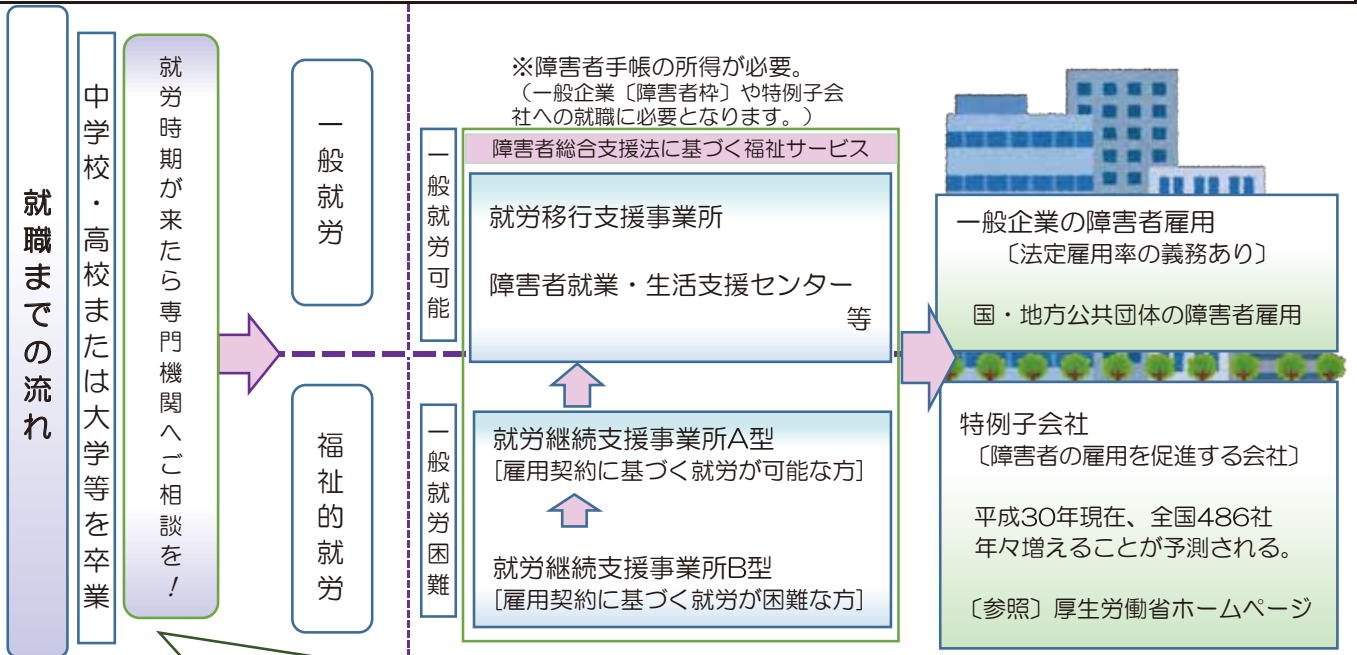 就職までの流れ
中学校・高校または大学等を卒業
就労時期が来たら専門機関へご相談を！
一般就労
福祉的就労
※障害者手帳の所得が必要。
（一般企業〔障害者枠〕や特例子会
社への就職に必要となります。）
一般就労可能
障害者総合支援法に基づく福祉サービス
就労移行支援事業所
障害者就業・生活支援センター
等
一般就労困難
就労継続支援事業所A型
[雇用契約に基づく就労が可能な方]
就労継続支援事業所B型
[雇用契約に基づく就労が困難な方]
一般企業の障害者雇用
〔法定雇用率の義務あり〕
国・地方公共団体の障害者雇用
特例子会社
〔障害者の雇用を促進する会社〕
平成30年現在、全国486社
年々増えることが予測される。
〔参照〕厚生労働省ホームページ